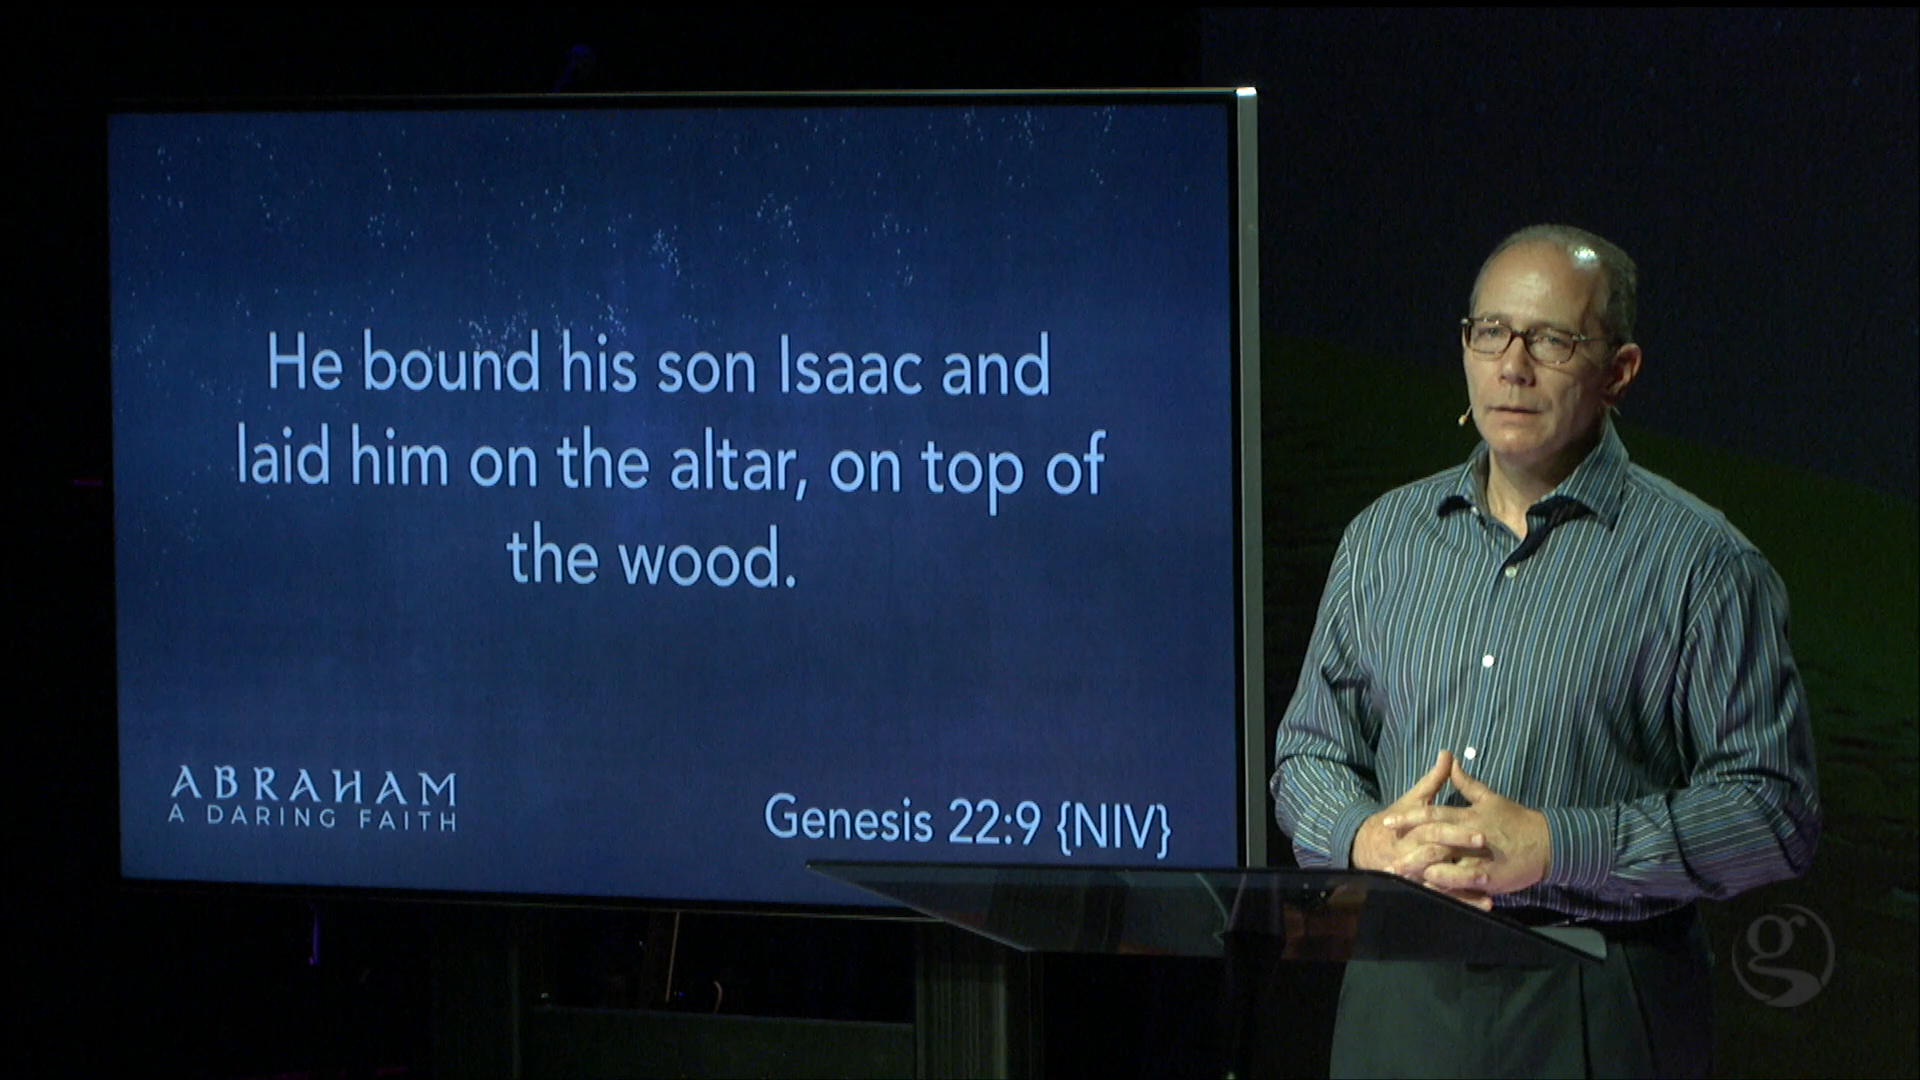 He bound his son Isaac and
laid him on the altar, on top of
the wood.
ABRAHAM
A DARING FAITH
Genesis 22:9 {NIV}
g